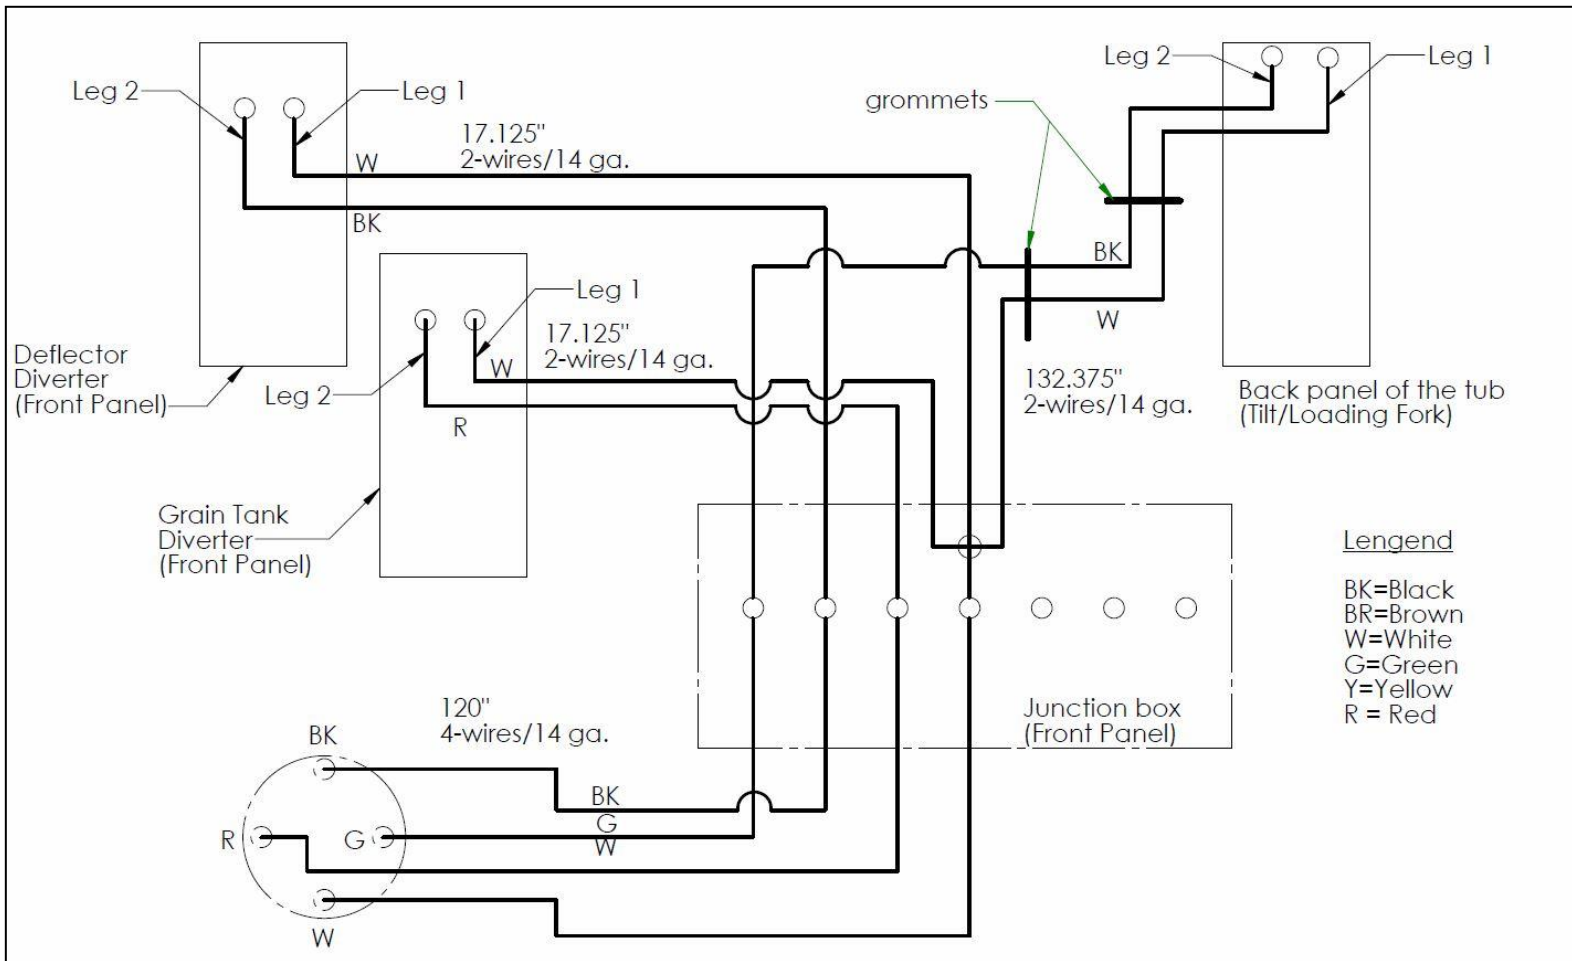 Leg 2
Leg 1
17.125"
2-wires/14 ga.
W
BK
Deflector
Diverter
(Front Panel)
Leg 1
17.125"
2-wires/14 ga.
W
Leg 2
R
Grain Tank
Diverter
(Front Panel)
grommets
Leg 2
Leg 1
BK
W
132.375"
2-wires/14 ga.
Back panel of the tub
(Tilt/Loading Fork)
Lengend
BK=Black
BR=Brown
W=White
G=Green
Y=Yellow
R = Red
Junction box
(Front Panel)
120"
4-wires/14 ga.
BK
R
G
W
BK
G
W